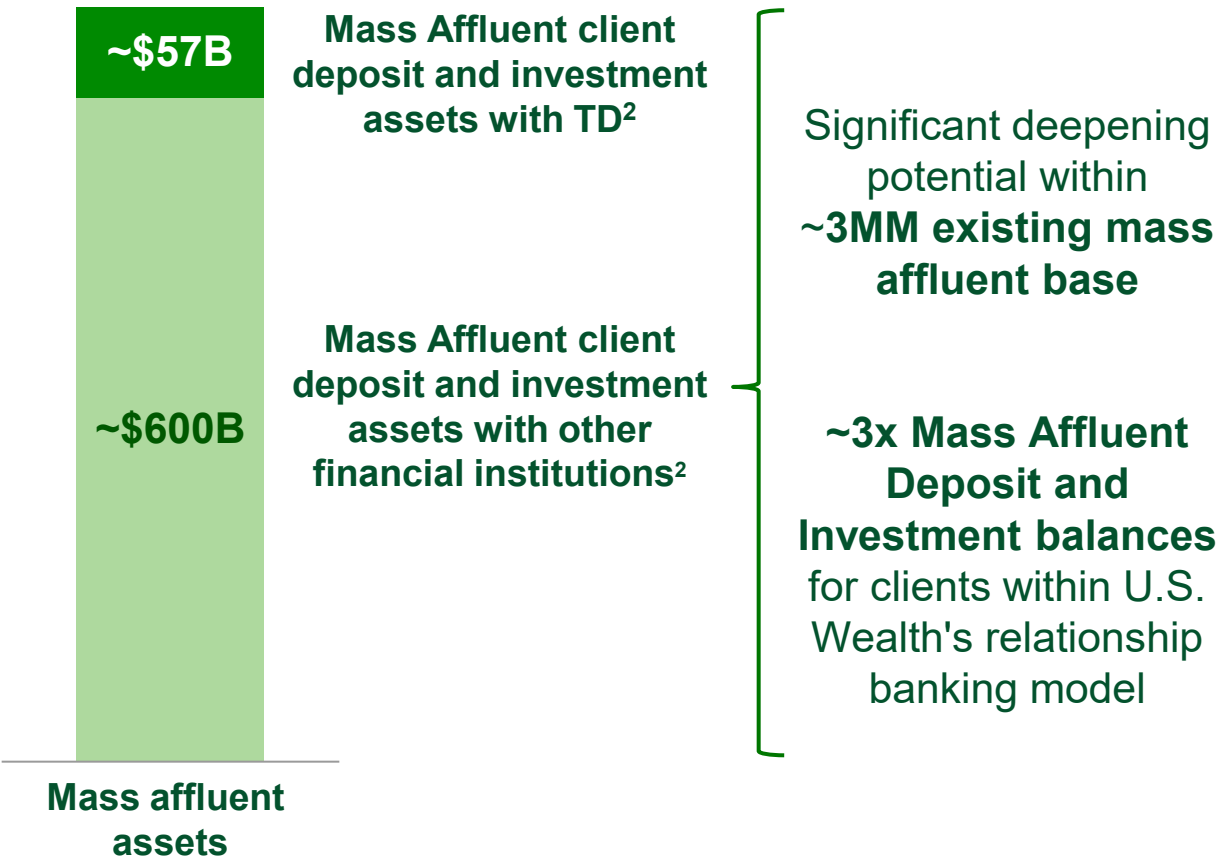 ~$57B
Mass Affluent client
deposit and investment
assets with TD²
~$600B
Mass Affluent client
deposit and investment
assets with other
financial institutions²
Significant deepening
potential within
~3MM existing mass
affluent base
~3x Mass Affluent
Deposit and
Investment balances
for clients within U.S.
Wealth's relationship
banking model
Mass affluent
assets